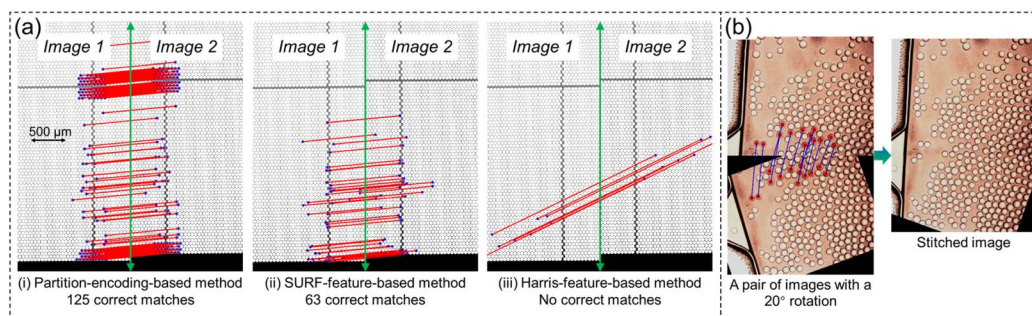 (a)
Image 1
Image 2
500 µm
(i) Partition-encoding-based method
125 correct matches
Image 1
Image 2
(ii) SURF-feature-based method
63 correct matches
Image 1
Image 2
(iii) Harris-feature-based method
No correct matches
(b)
A pair of images with a
20° rotation
Stitched image